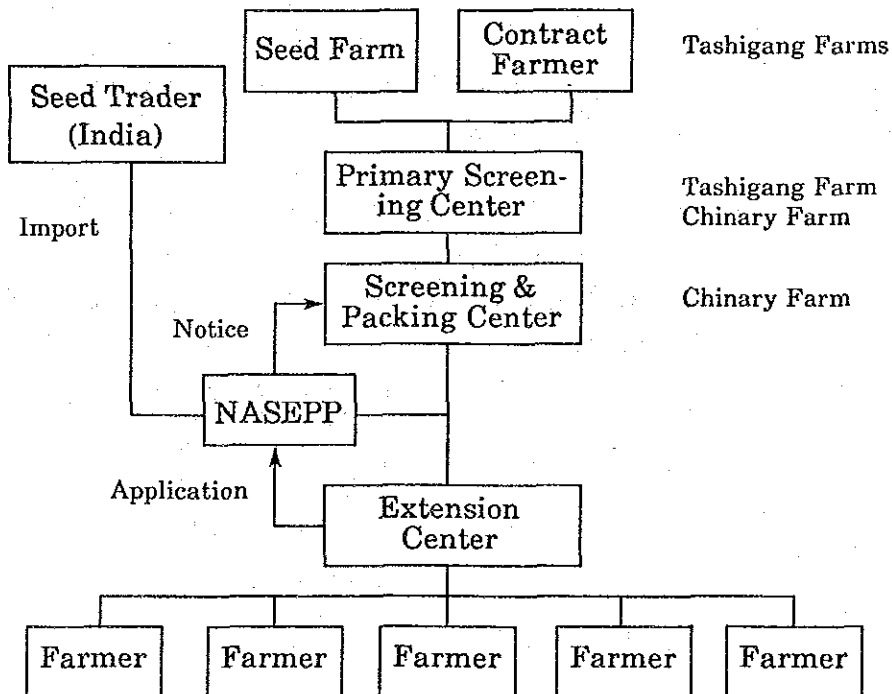 Seed Farm
Contract
Farmer
Tashigang Farms
Seed Trader
(India)
Primary Screen-
ing Center
Tashigang Farm
Chinary Farm
Import
Screening &
Packing Center
Chinary Farm
Notice
NASEPP
Application
Extension
Center
Farmer
Farmer
Farmer
Farmer
Farmer